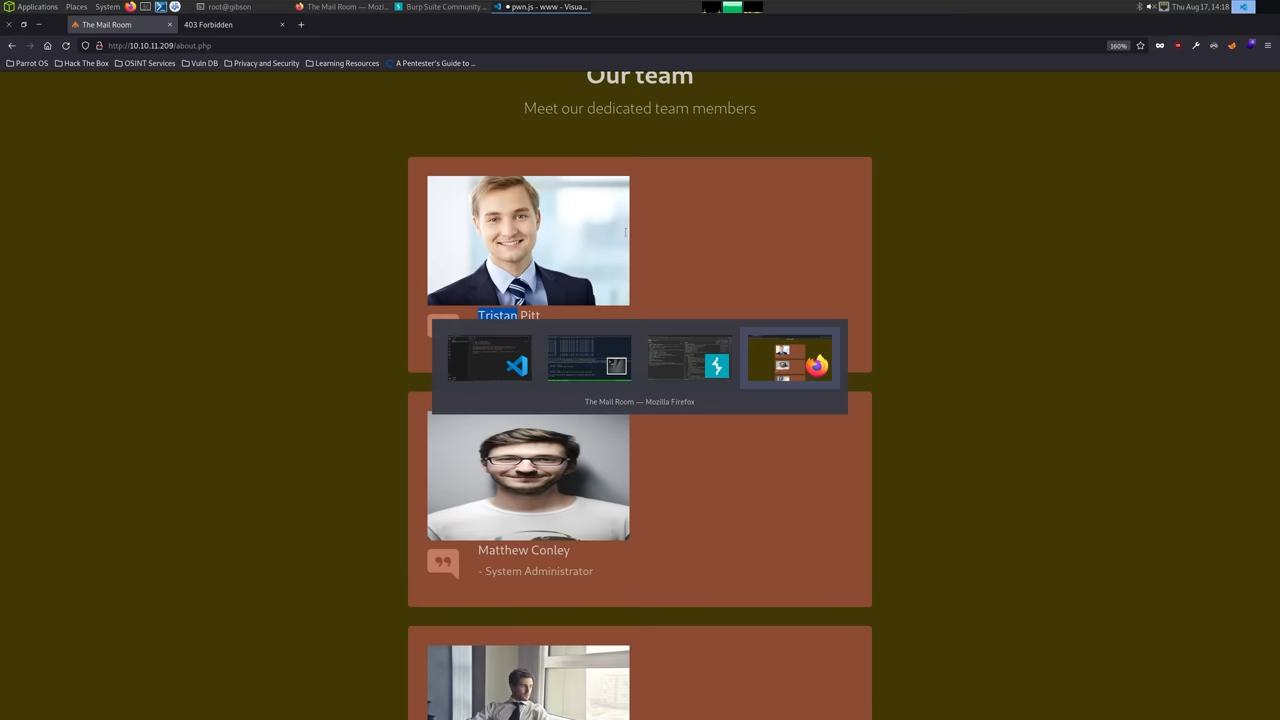 Applications Places System root@gibson The Mail Room — Mozi... Burp Suite Community ... • pwn.js - www - Visua... Thu Aug 17, 14:18
The Mail Room 403 Forbidden
http://10.10.11.209/about.php 160%
Parrot OS Hack The Box OSINT Services Vuln DB Privacy and Security Learning Resources A Pentester's Guide to ...
Our team
Meet our dedicated team members
Tristan Pitt
The Mail Room — Mozilla Firefox
Matthew Conley
- System Administrator